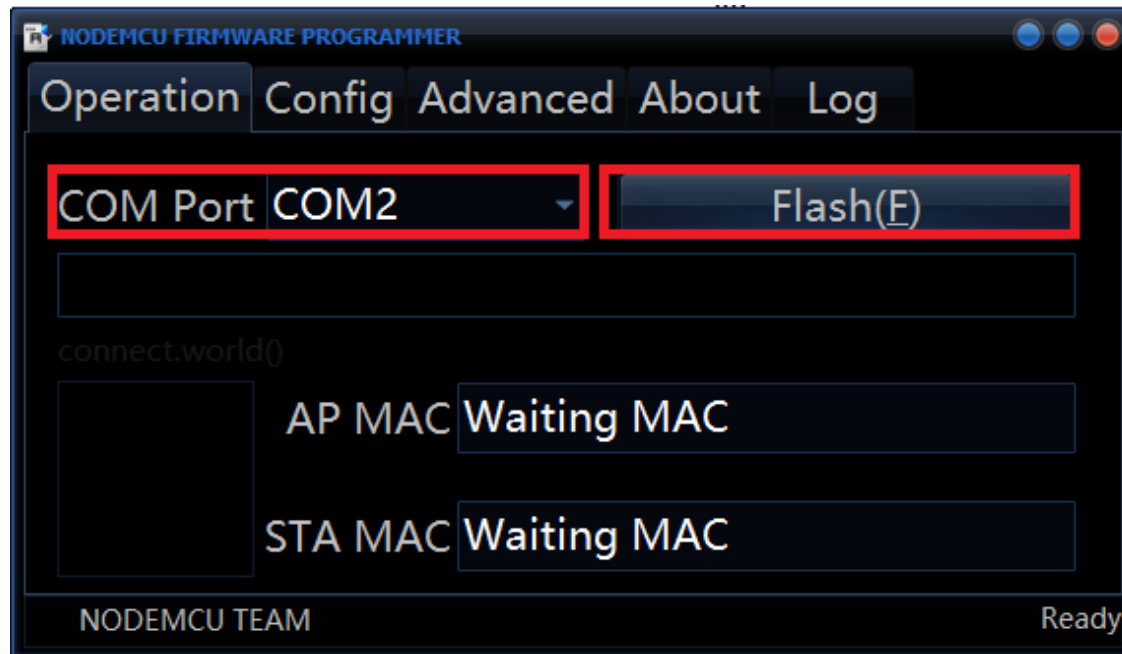 NODEMCU FIRMWARE PROGRAMMER
Operation Config Advanced About Log
COM Port COM2 Flash(F)
connect.world()
AP MAC Waiting MAC
STA MAC Waiting MAC
NODEMCU TEAM Ready